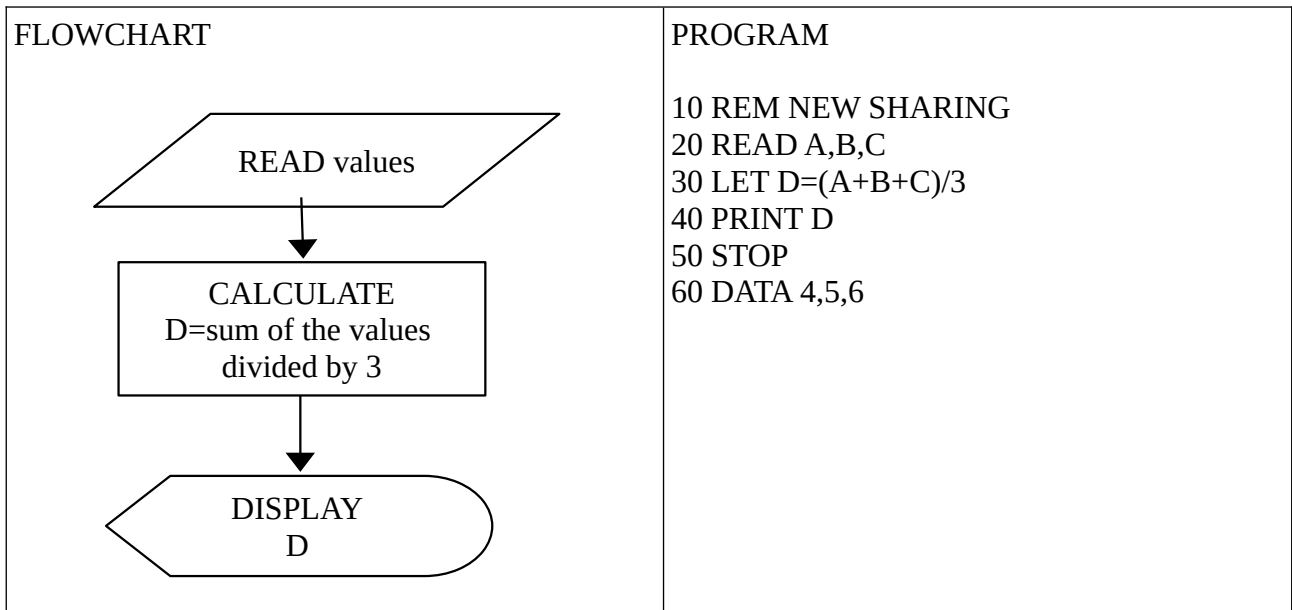 FLOWCHART
READ values
CALCULATE
D=sum of the values
divided by 3
DISPLAY
D
PROGRAM
10 REM NEW SHARING
20 READ A,B,C
30 LET D=(A+B+C)/3
40 PRINT D
50 STOP
60 DATA 4,5,6